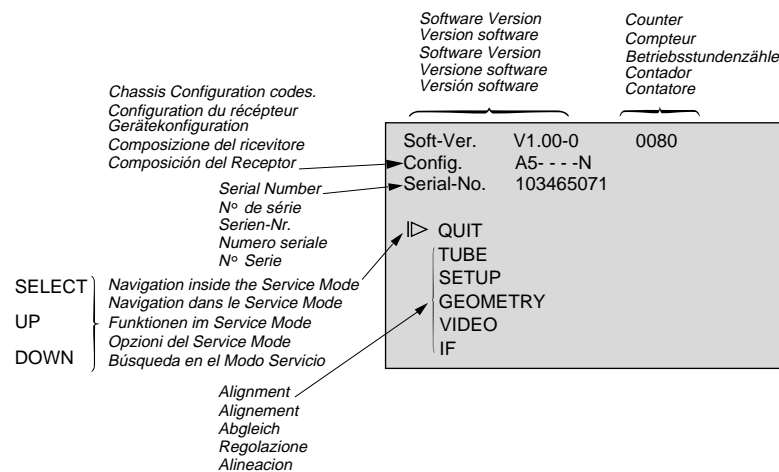 Software Version
Version software
Software Version
Versione software
Versión software
Counter
Compteur
Betriebsstundenzähle
Contador
Contatore
Chassis Configuration codes.
Configuration du récépteur
Gerätekonfiguration
Composizione del ricevitore
Composición del Receptor
Serial Number
Nº de série
Serien-Nr.
Numero seriale
Nº Serie
Soft-Ver. V1.00-0 0080
Config. A5- - - -N
Serial-No. 103465071
QUIT
TUBE
SETUP
GEOMETRY
VIDEO
IF
SELECT
UP
DOWN
Navigation inside the Service Mode
Navigation dans le Service Mode
Funktionen im Service Mode
Opzioni del Service Mode
Búsqueda en el Modo Servicio
Alignment
Alignement
Abgleich
Regolazione
Alineacion